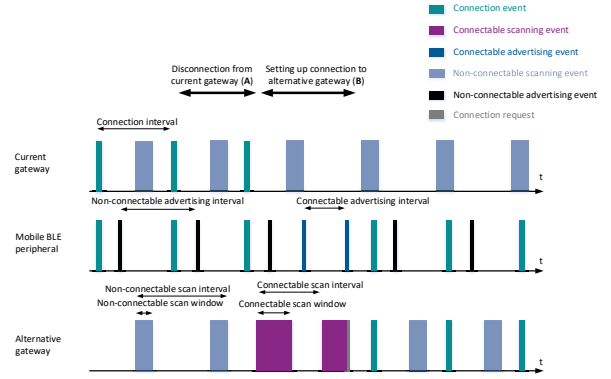 Connection event
Connectable scanning event
Connectable advertising event
Non-connectable scanning event
Non-connectable advertising event
Connection request
Disconnection from
current gateway (A)
Setting up connection to
alternative gateway (B)
Connection interval
Current
gateway
t
Non-connectable advertising interval
Connectable advertising interval
Mobile BLE
peripheral
t
Non-connectable scan interval
Non-connectable scan window
Connectable scan interval
Connectable scan window
Alternative
gateway
t